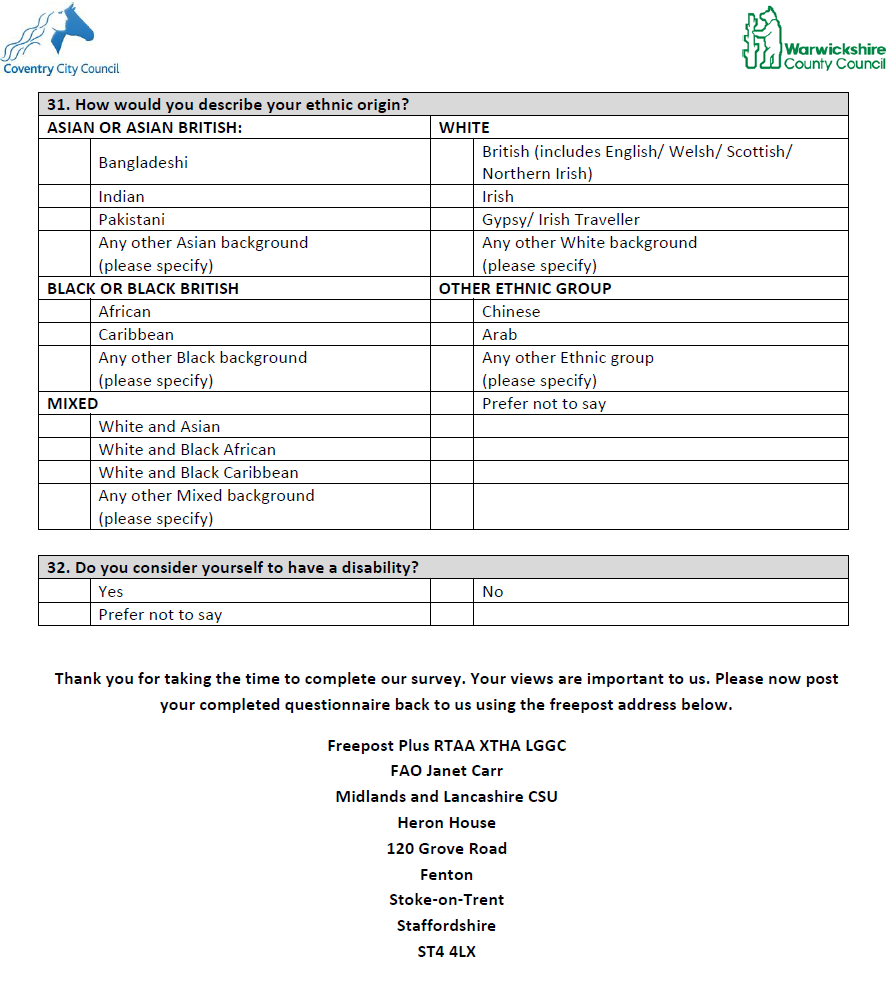 Coventry City Council
Warwickshire
County Council
31. How would you describe your ethnic origin?
ASIAN OR ASIAN BRITISH:
WHITE
Bangladeshi
British (includes English/ Welsh/ Scottish/
Northern Irish)
Indian
Irish
Pakistani
Gypsy/ Irish Traveller
Any other Asian background
(please specify)
Any other White background
(please specify)
BLACK OR BLACK BRITISH
OTHER ETHNIC GROUP
African
Chinese
Caribbean
Arab
Any other Black background
(please specify)
Any other Ethnic group
(please specify)
MIXED
Prefer not to say
White and Asian
White and Black African
White and Black Caribbean
Any other Mixed background
(please specify)
32. Do you consider yourself to have a disability?
Yes
No
Prefer not to say
Thank you for taking the time to complete our survey. Your views are important to us. Please now post
your completed questionnaire back to us using the freepost address below.
Freepost Plus RTAA XTHA LGGC
FAO Janet Carr
Midlands and Lancashire CSU
Heron House
120 Grove Road
Fenton
Stoke-on-Trent
Staffordshire
ST4 4LX